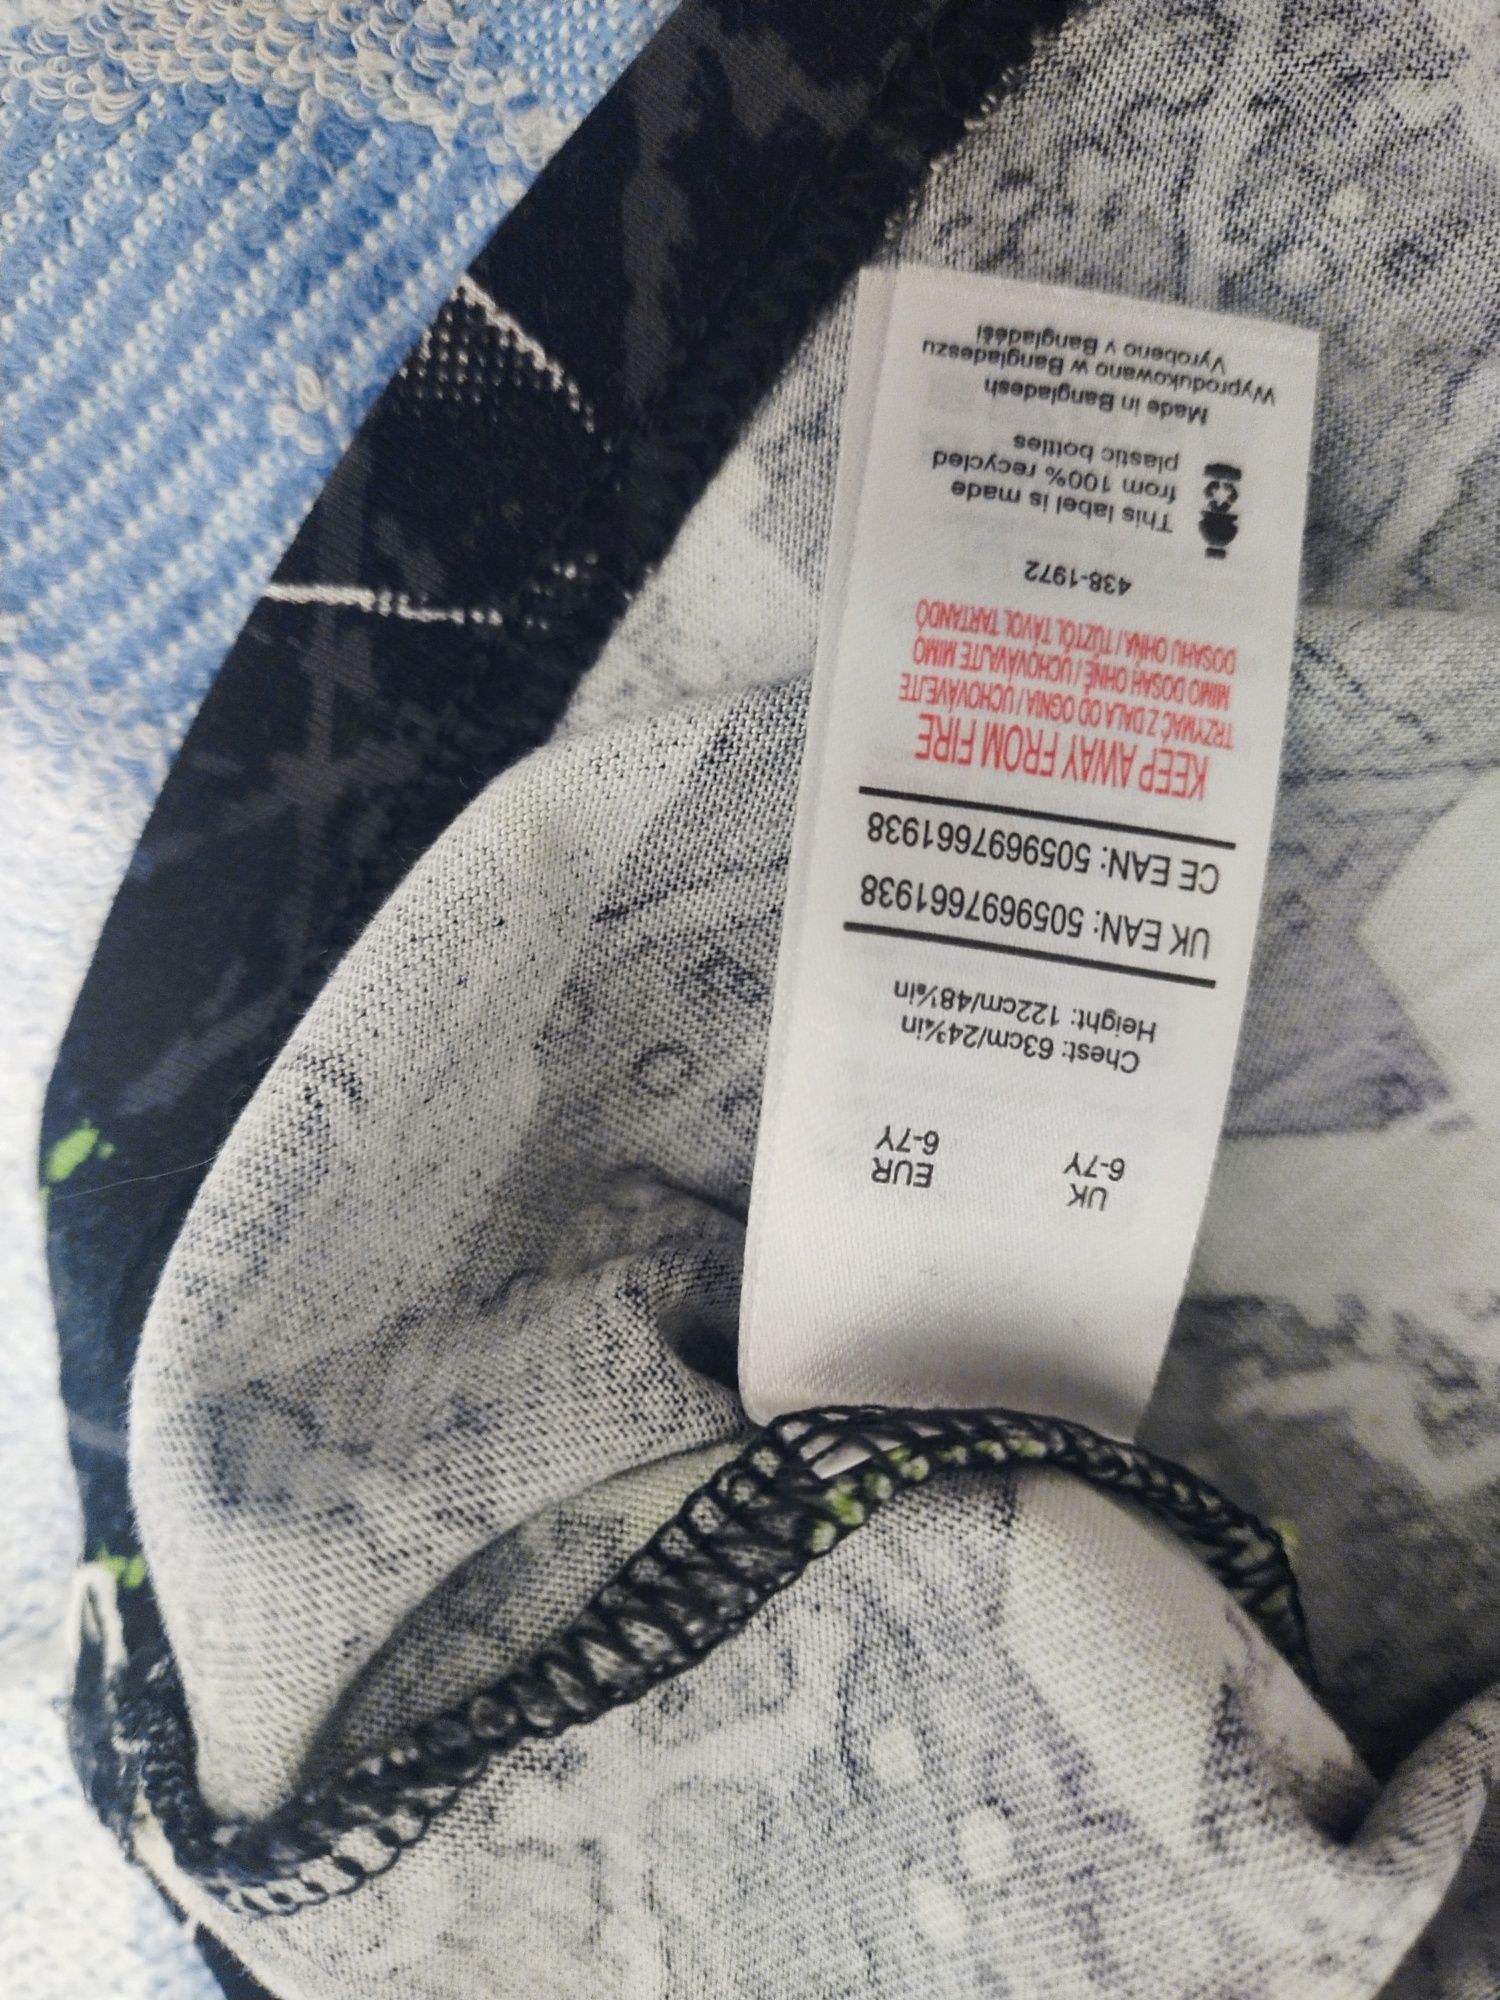 UK
6-7Y
EUR
6-7Y
Chest: 63cm/24¾in
Height: 122cm/48⅛in
UK EAN: 5059697661938
CE EAN: 5059697661938
KEEP AWAY FROM FIRE
TRZYMAĆ Z DALA OD OGNIA / UCHOVÁVEJTE
MIMO DOSAH OHNĚ / UCHOVÁVAJTE MIMO
DOSAHU OHŇA / TŰZTŐL TÁVOL TARTANDÓ
438-1972
This label is made
from 100% recycled
plastic bottles
Made in Bangladesh
Wyprodukowano w Bangladeszu
Vyrobeno v Bangladéši